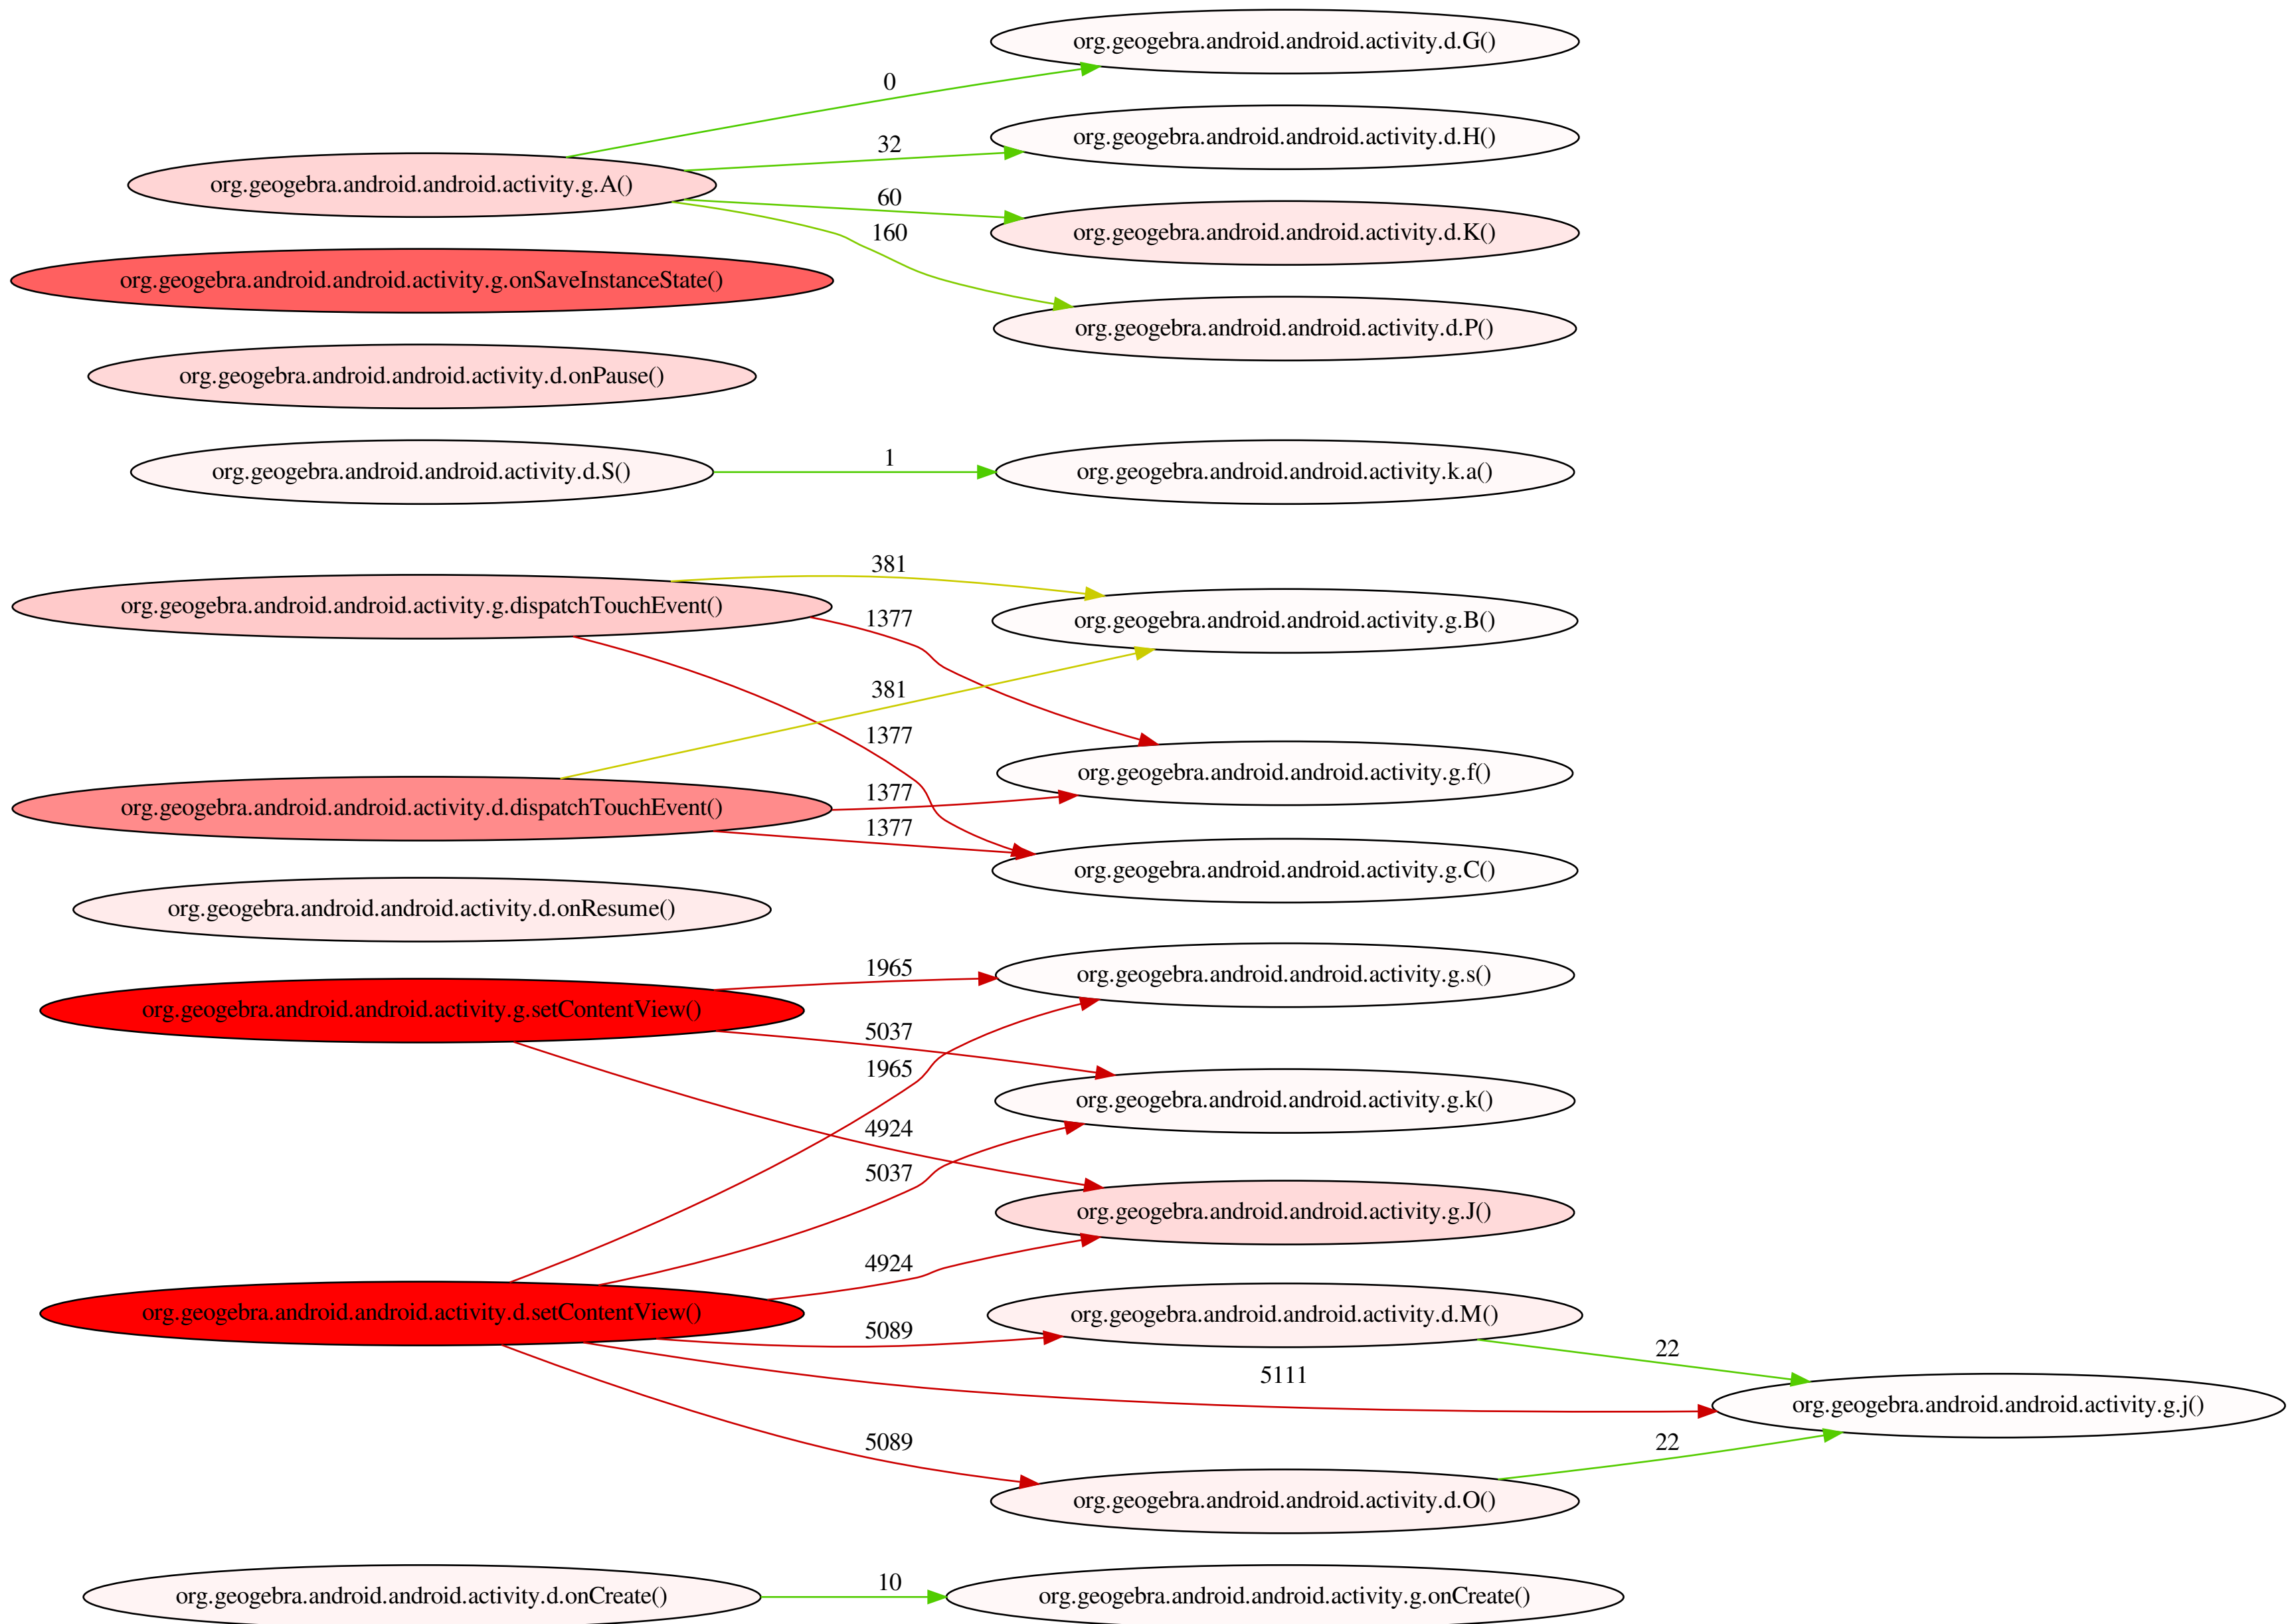 org.geogebra.android.android.activity.d.G()
0
org.geogebra.android.android.activity.d.H()
32
org.geogebra.android.android.activity.g.A()
60
org.geogebra.android.android.activity.d.K()
160
org.geogebra.android.android.activity.g.onSaveInstanceState()
org.geogebra.android.android.activity.d.P()
org.geogebra.android.android.activity.d.onPause()
org.geogebra.android.android.activity.d.S()
1
org.geogebra.android.android.activity.k.a()
381
org.geogebra.android.android.activity.g.dispatchTouchEvent()
1377
org.geogebra.android.android.activity.g.B()
381
1377
org.geogebra.android.android.activity.g.f()
1377
org.geogebra.android.android.activity.d.dispatchTouchEvent()
1377
org.geogebra.android.android.activity.g.C()
org.geogebra.android.android.activity.d.onResume()
1965
org.geogebra.android.android.activity.g.s()
org.geogebra.android.android.activity.g.setContentView()
5037
1965
org.geogebra.android.android.activity.g.k()
4924
5037
org.geogebra.android.android.activity.g.J()
4924
org.geogebra.android.android.activity.d.setContentView()
org.geogebra.android.android.activity.d.M()
5089
22
5111
org.geogebra.android.android.activity.g.j()
5089
22
org.geogebra.android.android.activity.d.O()
org.geogebra.android.android.activity.d.onCreate()
10
org.geogebra.android.android.activity.g.onCreate()